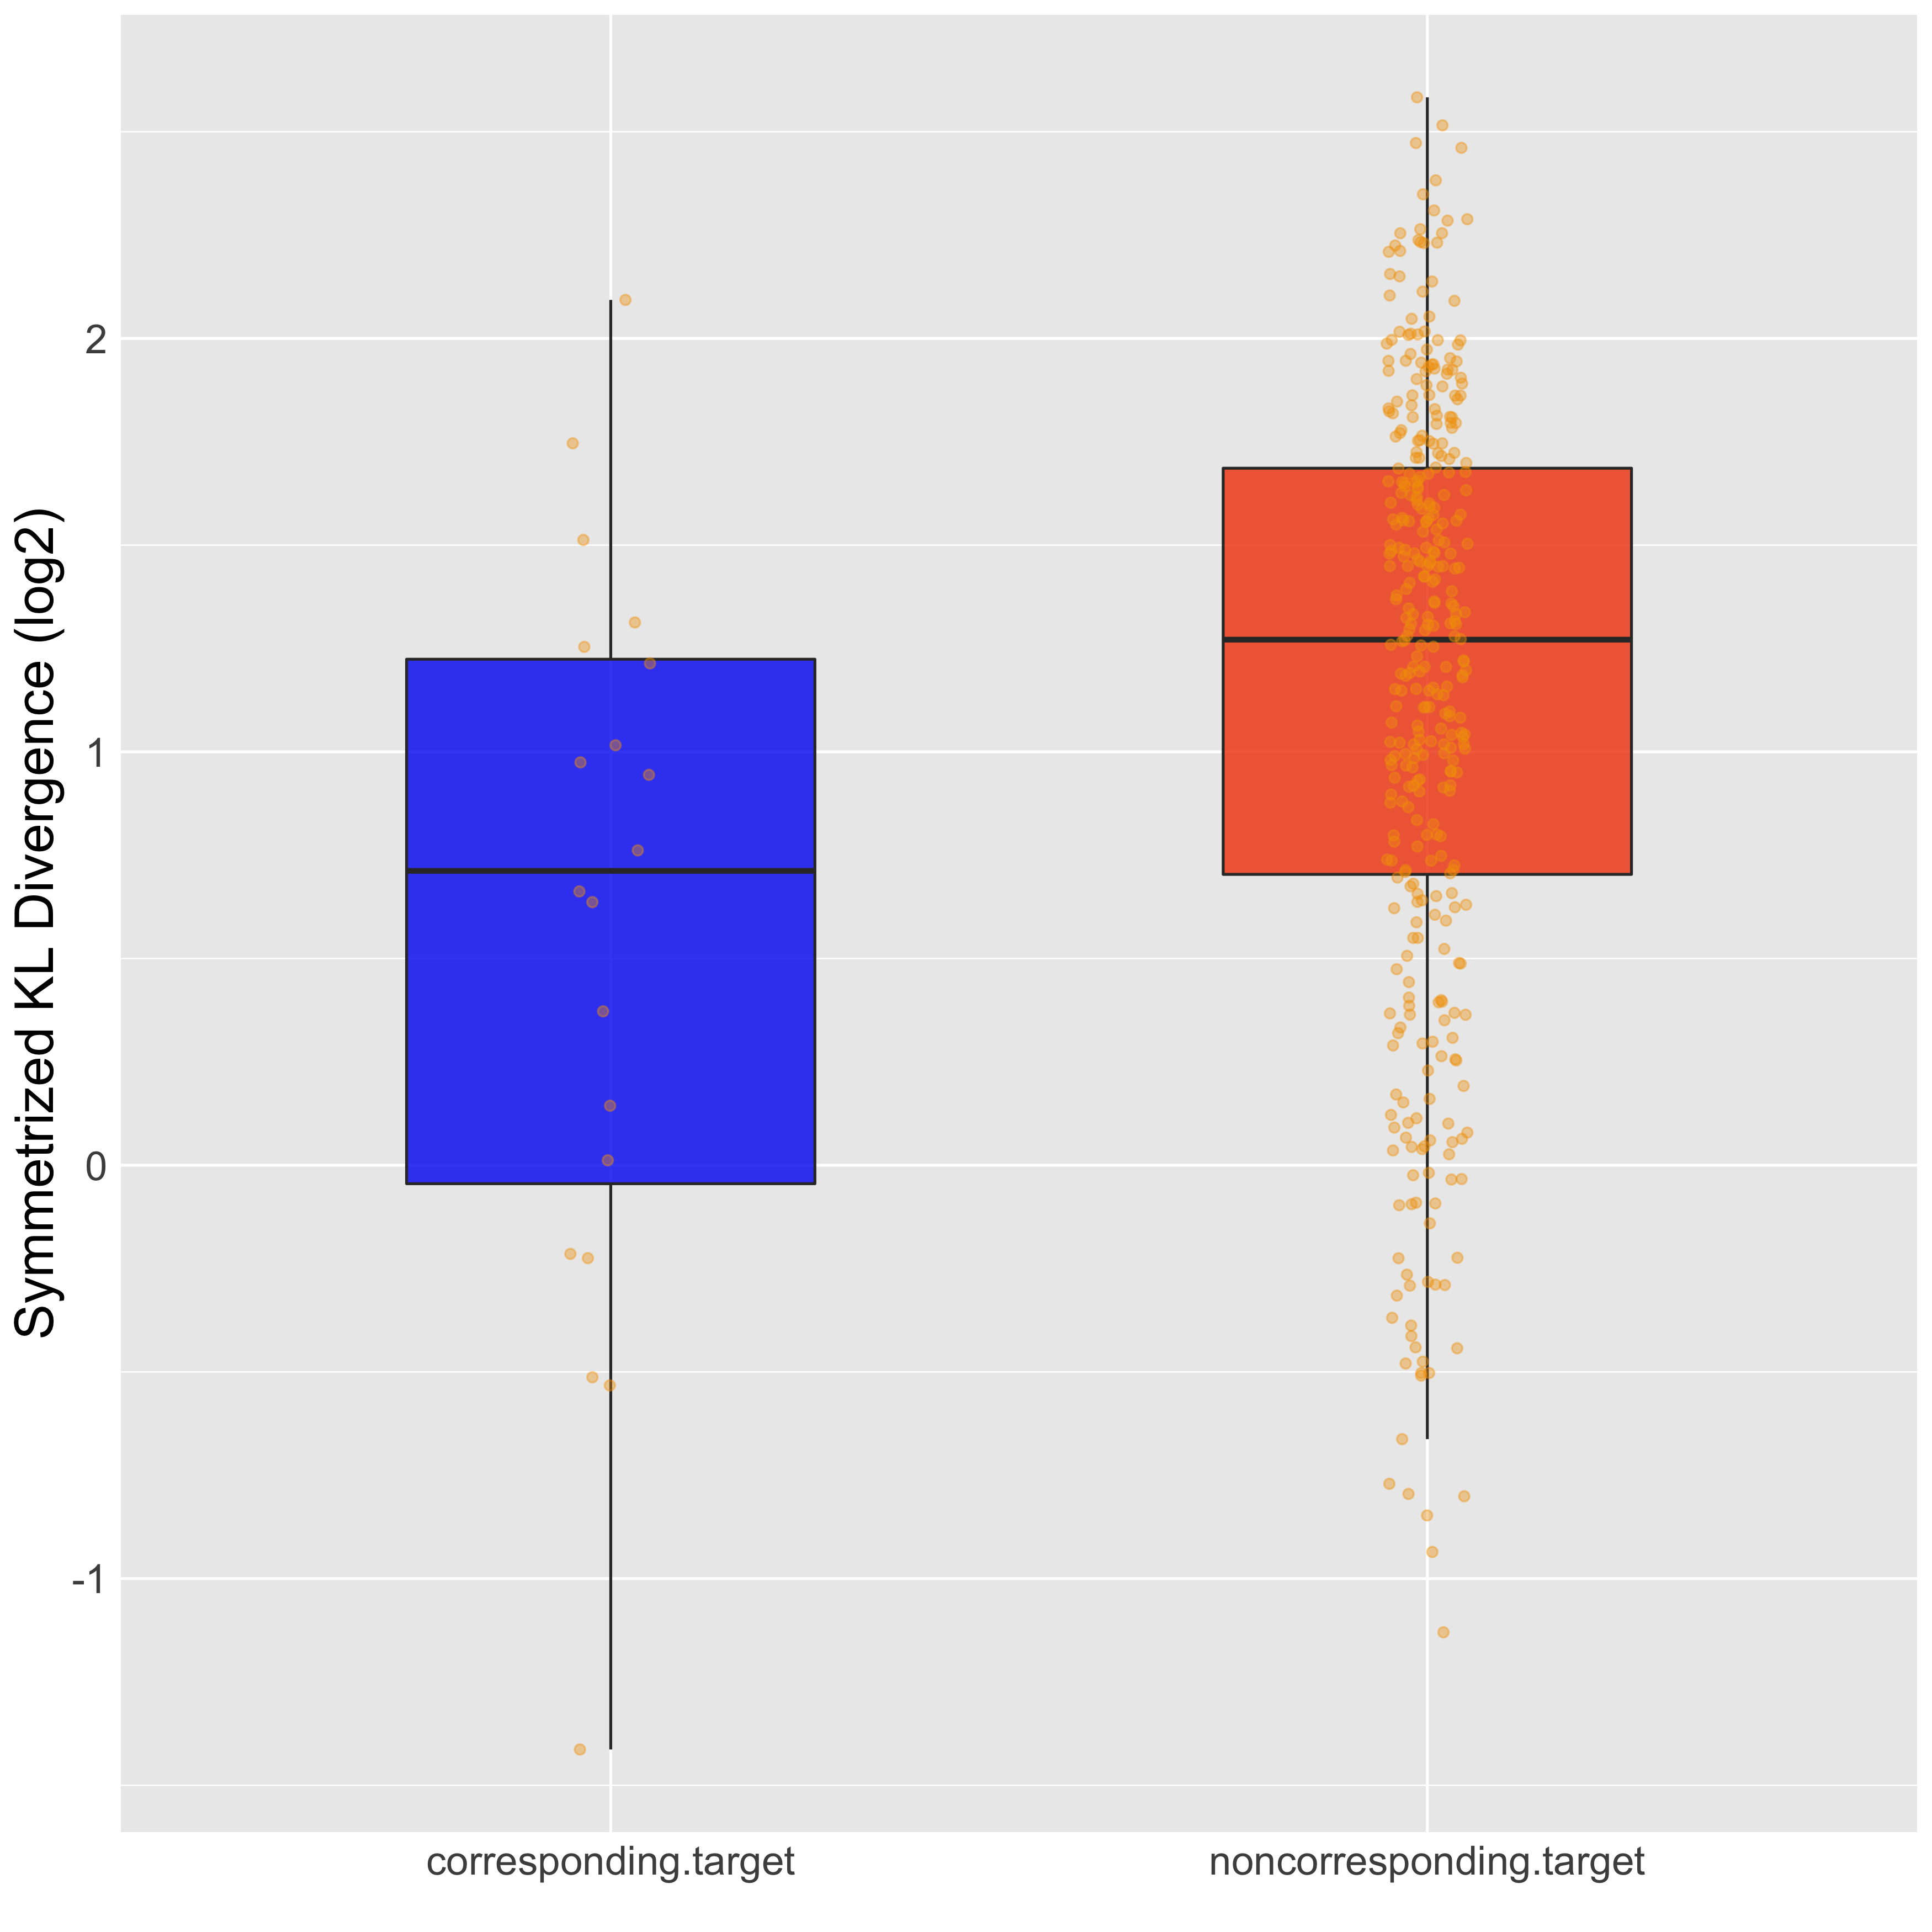 Symmetrized KL Divergence (log2)
2
1
0
-1
corresponding.target
noncorresponding.target